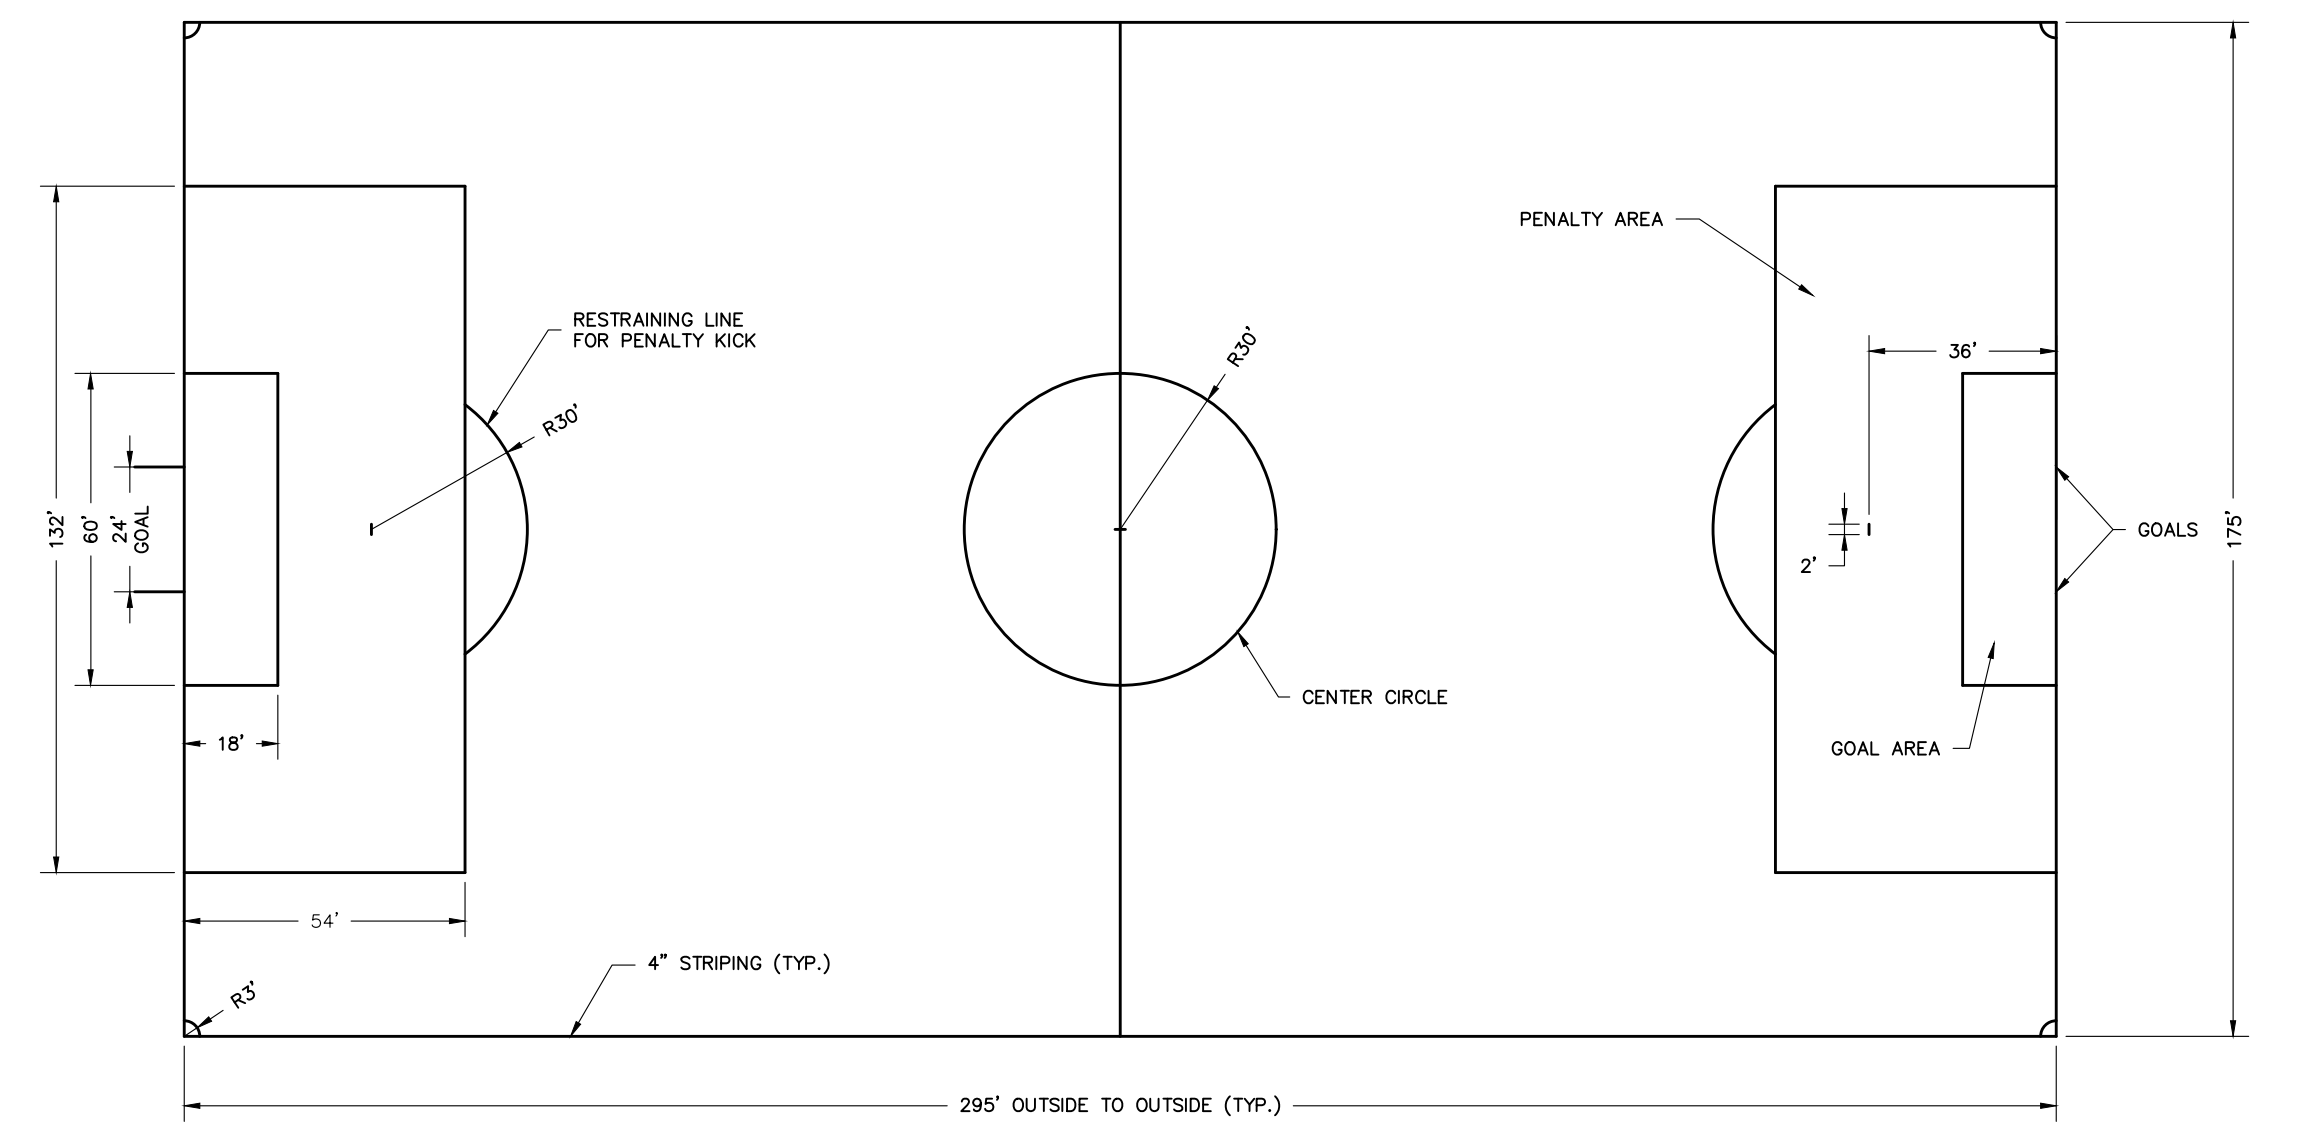 PENALTY AREA
RESTRAINING LINE
FOR PENALTY KICK
R30'
36'
R30'
132'
60'
24'
GOAL
GOALS
175'
2'
CENTER CIRCLE
18'
GOAL AREA
54'
4" STRIPING (TYP.)
R3'
295' OUTSIDE TO OUTSIDE (TYP.)